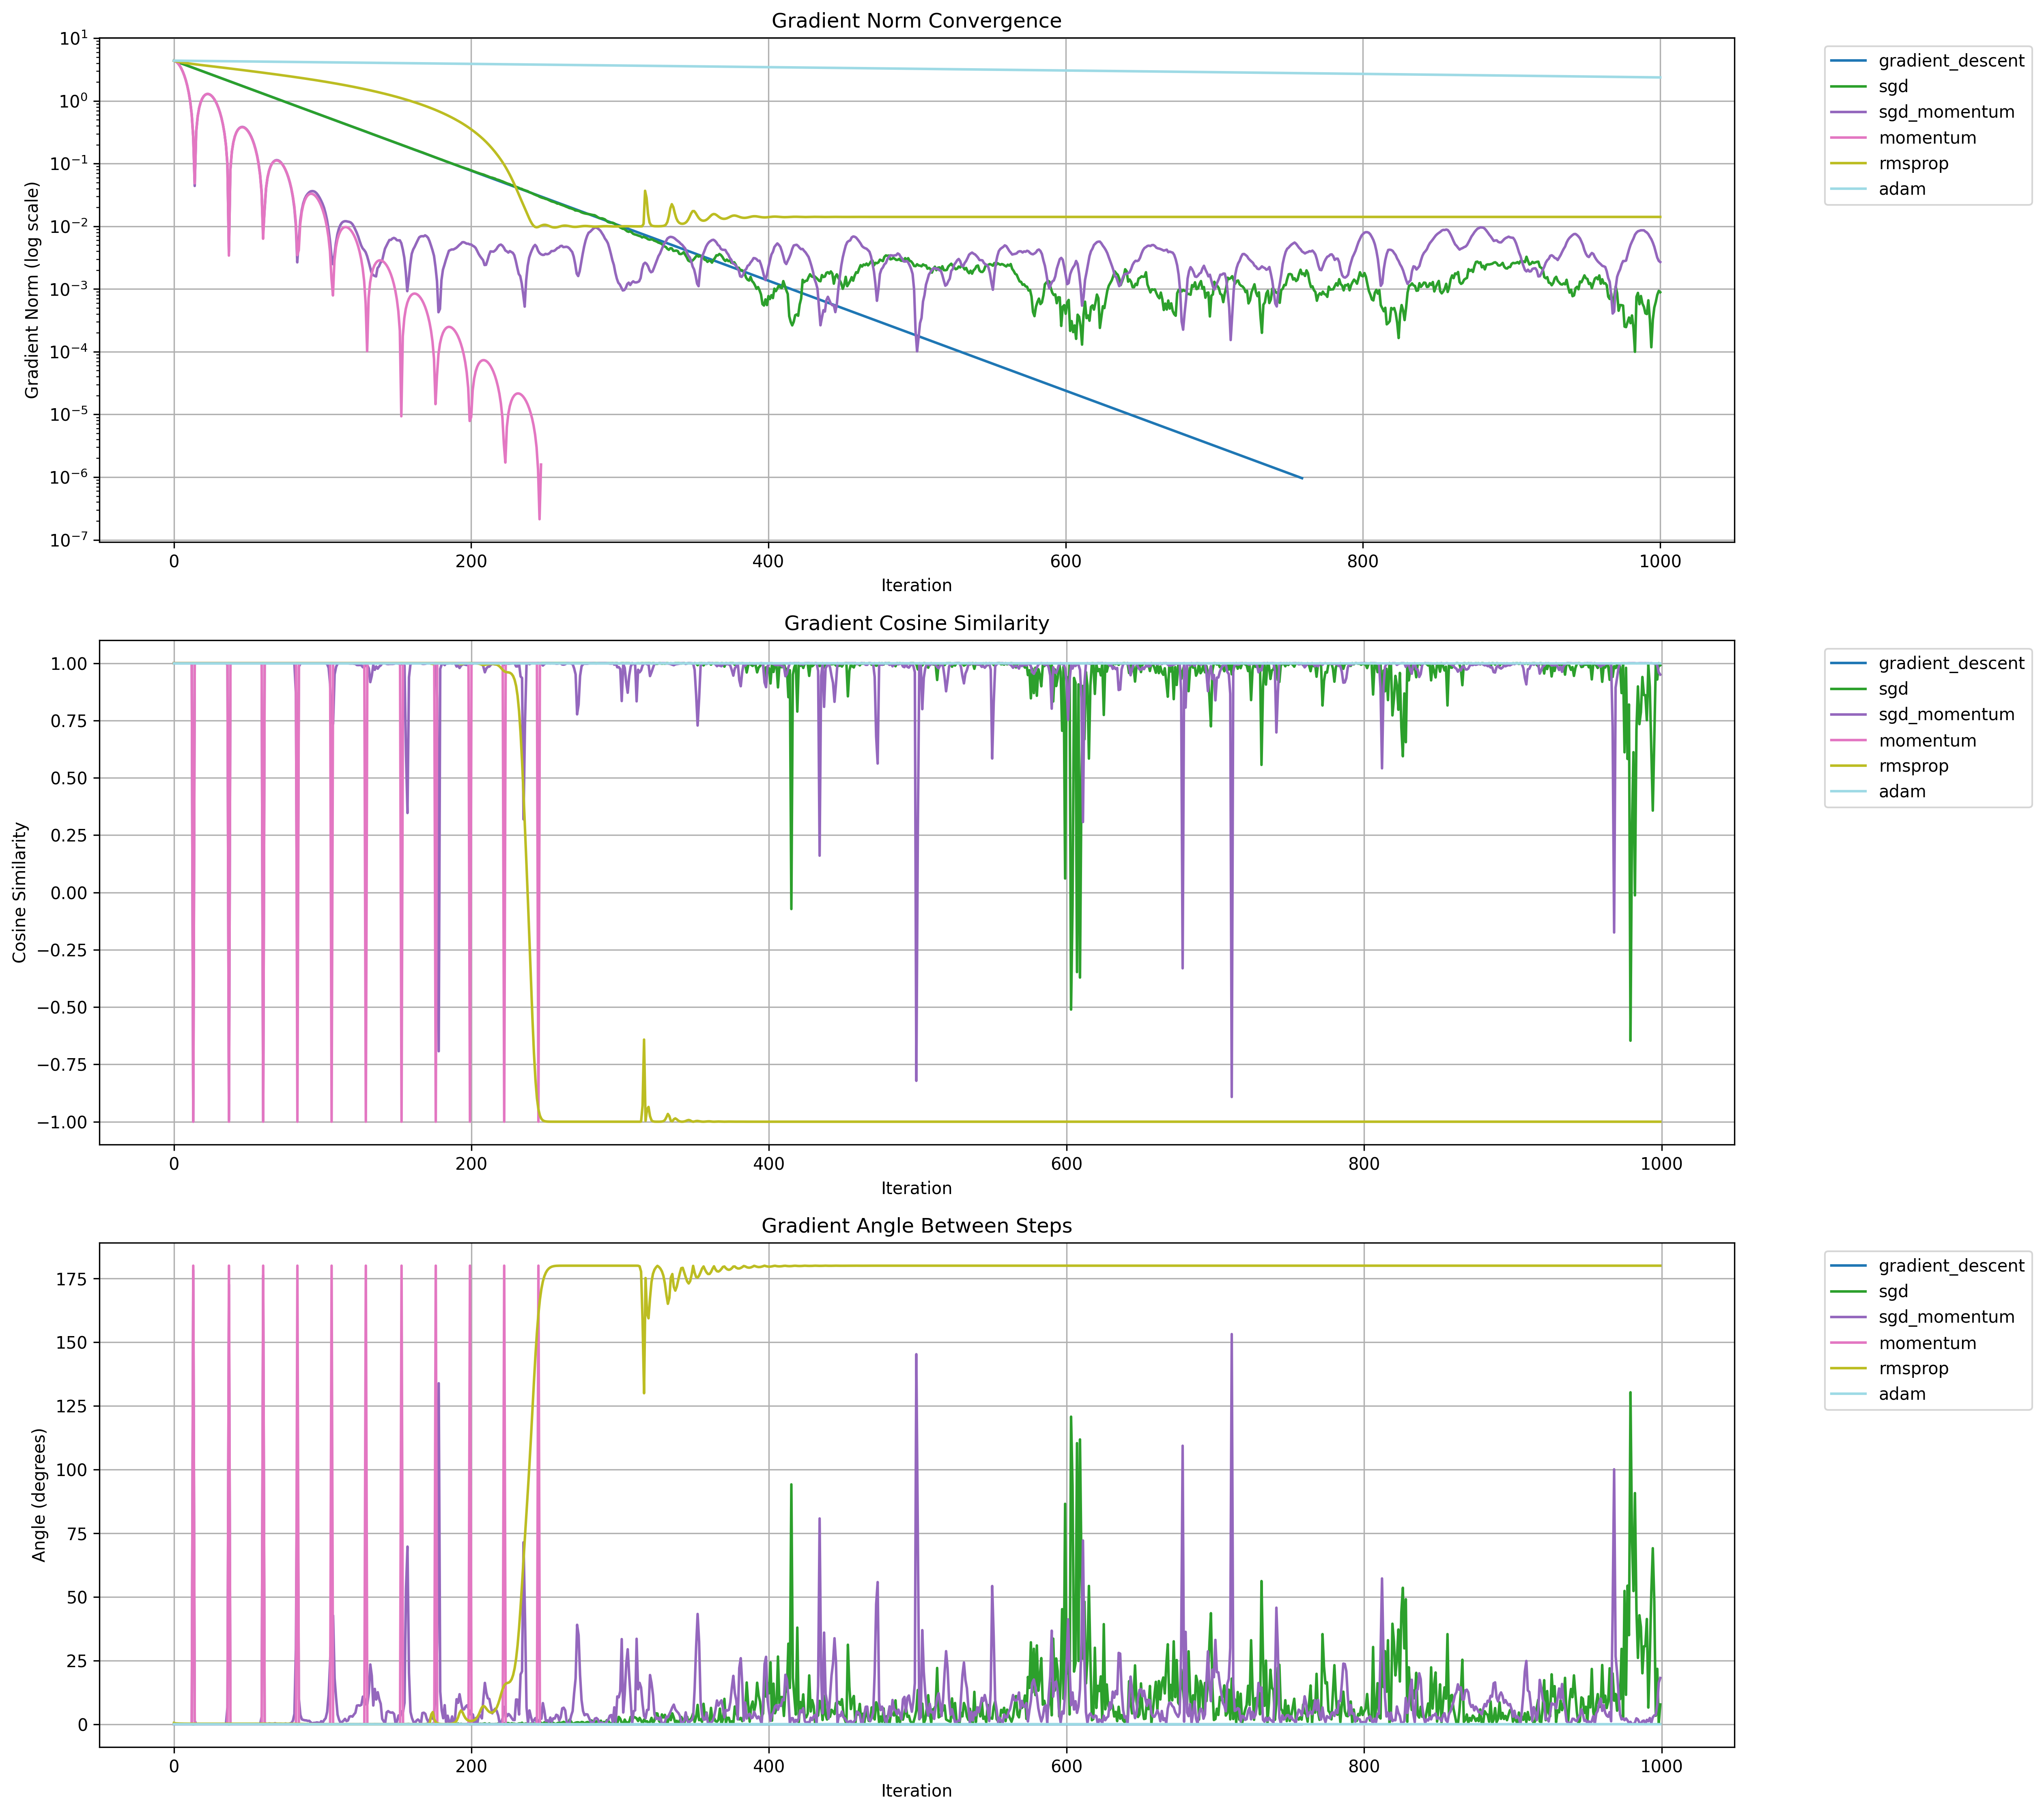 Gradient Norm Convergence
Gradient Norm (log scale)
10¹
10⁰
10⁻¹
10⁻²
10⁻³
10⁻⁴
10⁻⁵
10⁻⁶
10⁻⁷
0 200 400 600 800 1000
Iteration
gradient_descent
sgd
sgd_momentum
momentum
rmsprop
adam
Gradient Cosine Similarity
Cosine Similarity
1.00
0.75
0.50
0.25
0.00
−0.25
−0.50
−0.75
−1.00
0 200 400 600 800 1000
Iteration
gradient_descent
sgd
sgd_momentum
momentum
rmsprop
adam
Gradient Angle Between Steps
Angle (degrees)
175
150
125
100
75
50
25
0
0 200 400 600 800 1000
Iteration
gradient_descent
sgd
sgd_momentum
momentum
rmsprop
adam